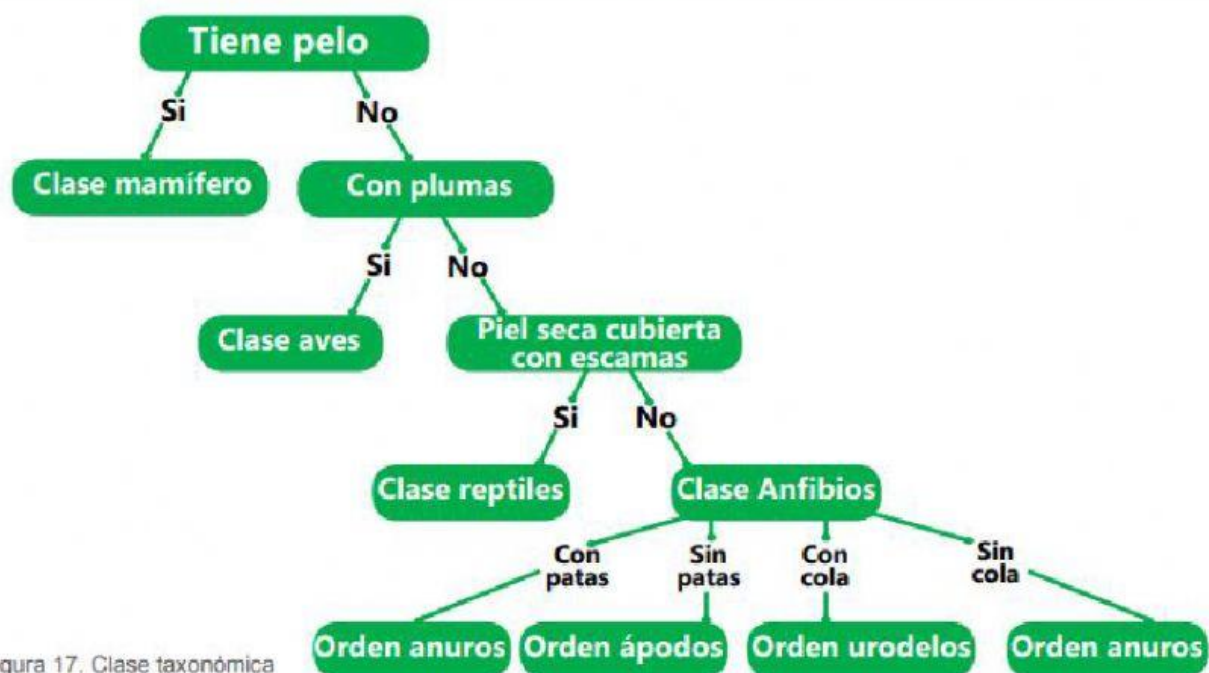 Tiene pelo
Si
No
Clase mamífero
Con plumas
Si
No
Clase aves
Piel seca cubierta
con escamas
Si
No
Clase reptiles
Clase Anfibios
Con
patas
Sin
patas
Con
cola
Sin
cola
Orden anuros
Orden ápodos
Orden urodelos
Orden anuros
gura 17. Clase taxonómica